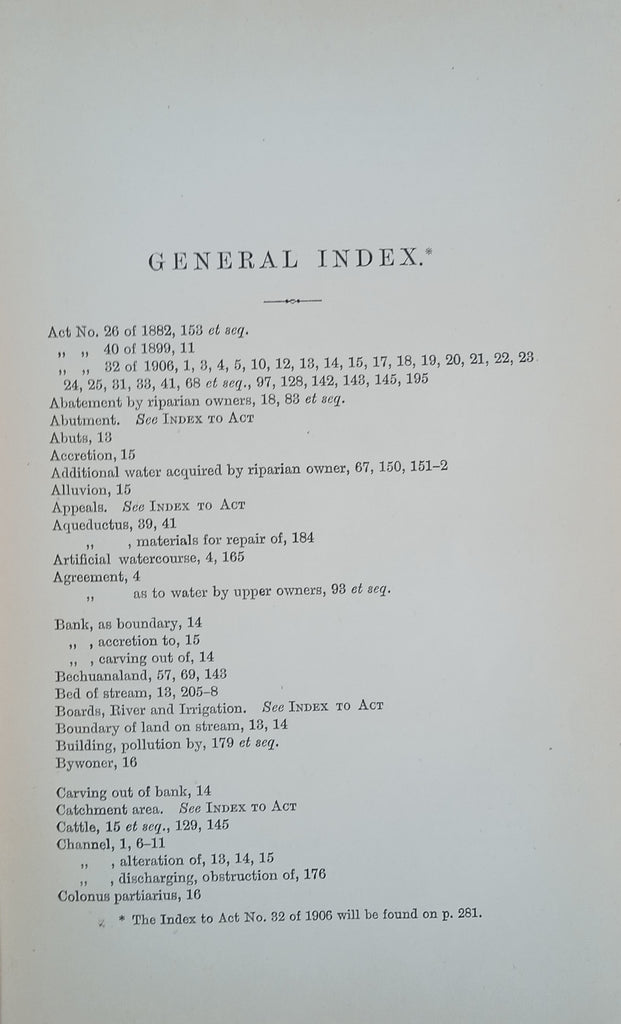 GENERAL INDEX.*
Act No. 26 of 1882, 153 et seq.
„ „ 40 of 1899, 11
„ „ 32 of 1906, 1, 3, 4, 5, 10, 12, 13, 14, 15, 17, 18, 19, 20, 21, 22, 23
24, 25, 31, 33, 41, 68 et seq., 97, 128, 142, 143, 145, 195
Abatement by riparian owners, 18, 83 et seq.
Abutment. See INDEX TO ACT
Abuts, 13
Accretion, 15
Additional water acquired by riparian owner, 67, 150, 151–2
Alluvion, 15
Appeals. See INDEX TO ACT
Aqueductus, 39, 41
„ , materials for repair of, 184
Artificial watercourse, 4, 165
Agreement, 4
„ as to water by upper owners, 93 et seq.
Bank, as boundary, 14
„ , accretion to, 15
„ , carving out of, 14
Bechuanaland, 57, 69, 143
Bed of stream, 13, 205–8
Boards, River and Irrigation. See INDEX TO ACT
Boundary of land on stream, 13, 14
Building, pollution by, 179 et seq.
Bywoner, 16
Carving out of bank, 14
Catchment area. See INDEX TO ACT
Cattle, 15 et seq., 129, 145
Channel, 1, 6–11
„ , alteration of, 13, 14, 15
„ , discharging, obstruction of, 176
Colonus partiarius, 16
* The Index to Act No. 32 of 1906 will be found on p. 281.